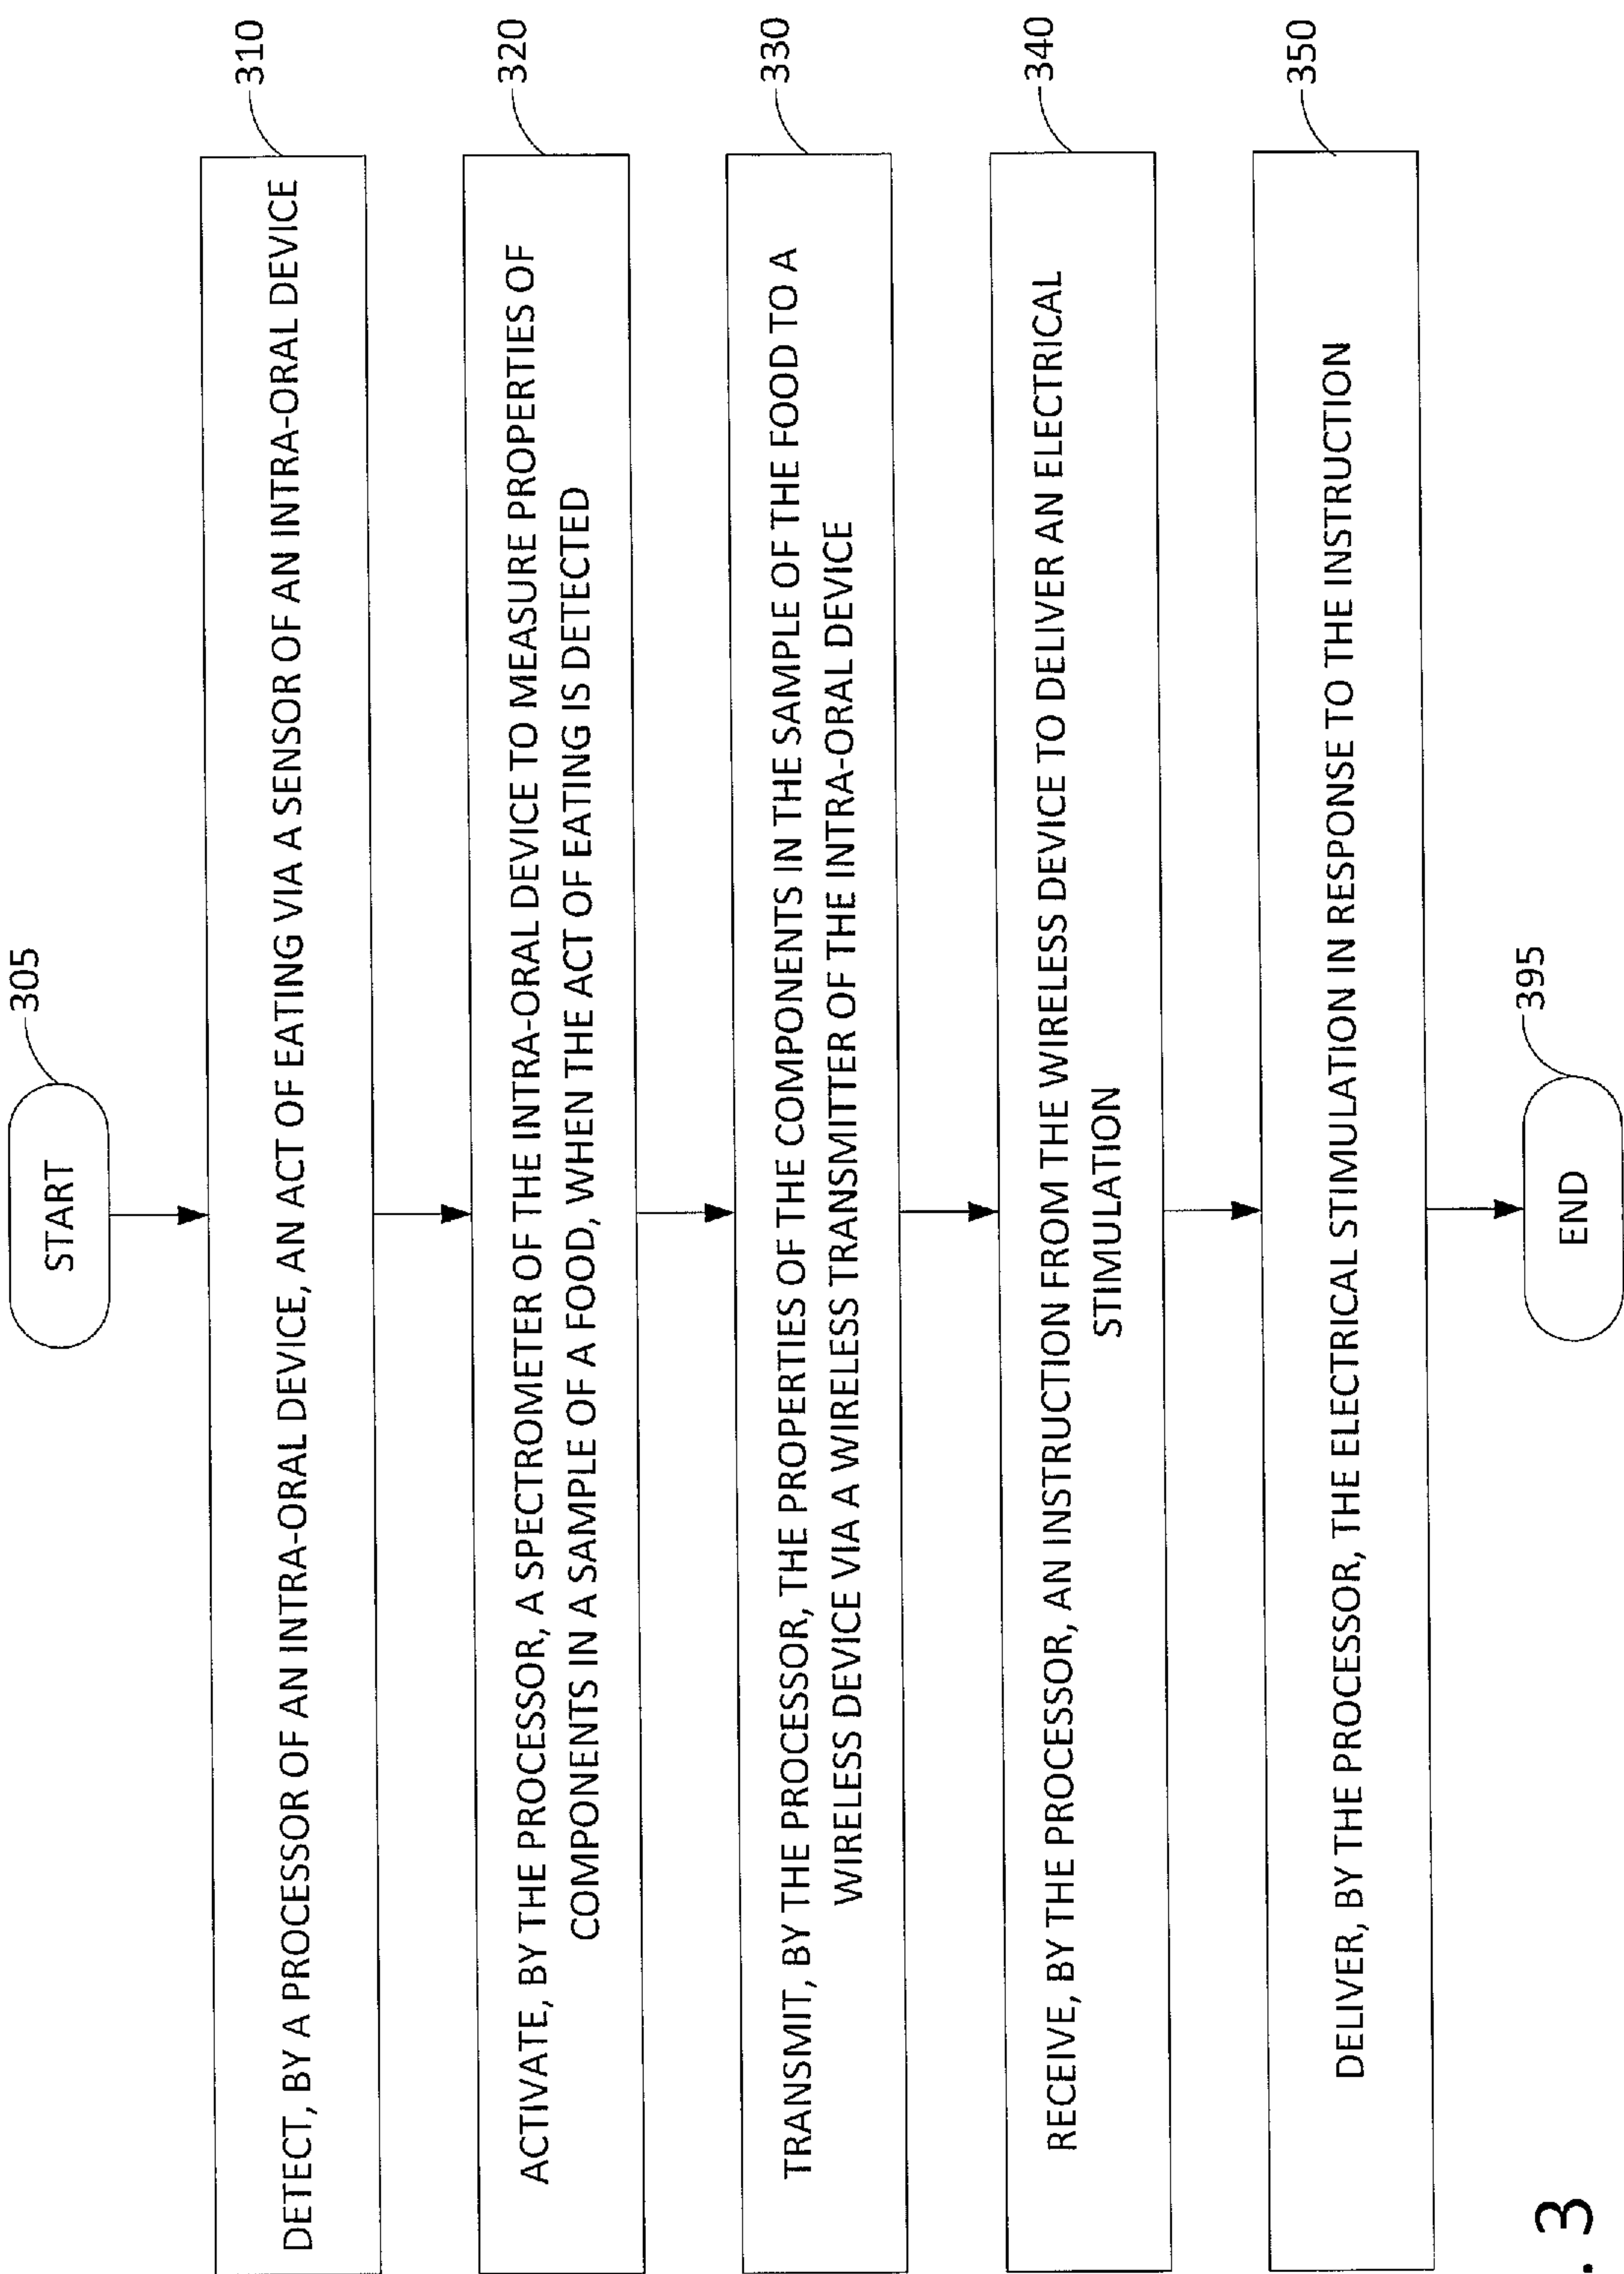 START
305
DETECT, BY A PROCESSOR OF AN INTRA-ORAL DEVICE, AN ACT OF EATING VIA A SENSOR OF AN INTRA-ORAL DEVICE
310
ACTIVATE, BY THE PROCESSOR, A SPECTROMETER OF THE INTRA-ORAL DEVICE TO MEASURE PROPERTIES OF
COMPONENTS IN A SAMPLE OF A FOOD, WHEN THE ACT OF EATING IS DETECTED
320
TRANSMIT, BY THE PROCESSOR, THE PROPERTIES OF THE COMPONENTS IN THE SAMPLE OF THE FOOD TO A
WIRELESS DEVICE VIA A WIRELESS TRANSMITTER OF THE INTRA-ORAL DEVICE
330
RECEIVE, BY THE PROCESSOR, AN INSTRUCTION FROM THE WIRELESS DEVICE TO DELIVER AN ELECTRICAL
STIMULATION
340
DELIVER, BY THE PROCESSOR, THE ELECTRICAL STIMULATION IN RESPONSE TO THE INSTRUCTION
350
END
395
. 3